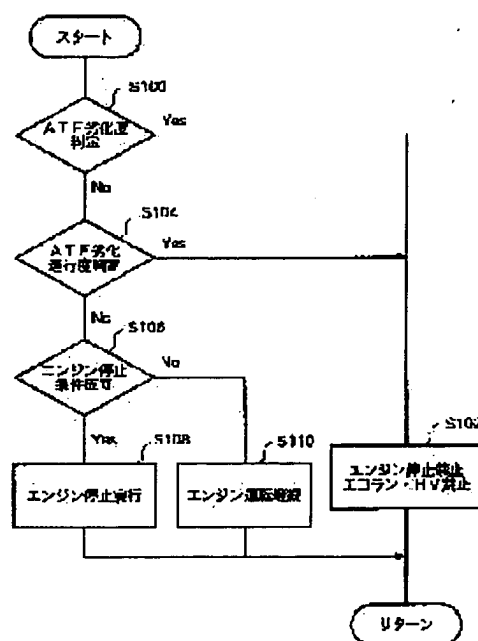 スタート
S100
ATF劣化度
判定
Yes
No
S104
ATF劣化
進行度判定
Yes
No
S106
エンジン停止
条件成立
No
Yes
S108
S110
S102
エンジン停止実行
エンジン運転継続
エンジン停止禁止
エコラン・HV禁止
リターン